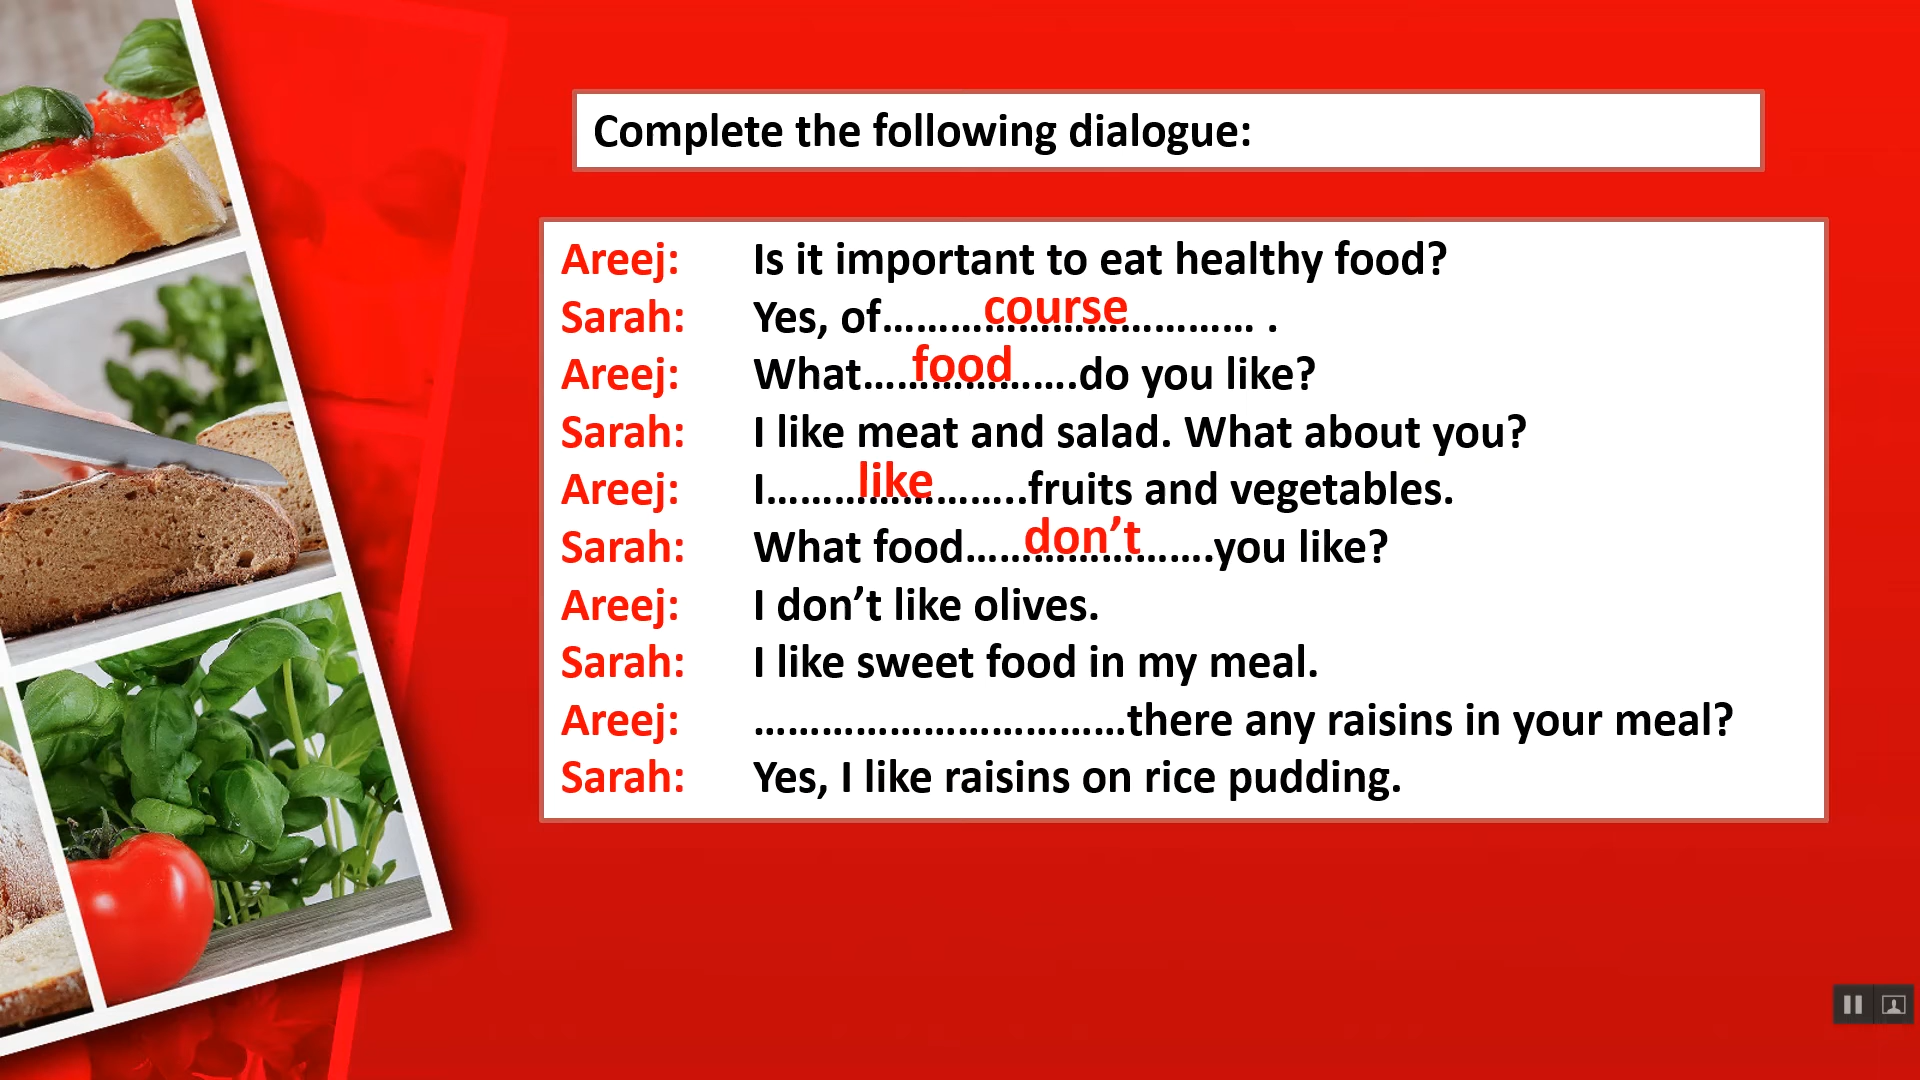 Complete the following dialogue:
Areej: Is it important to eat healthy food?
Sarah: Yes, of……………course……………… .
Areej: What……food…….do you like?
Sarah: I like meat and salad. What about you?
Areej: I………like………..fruits and vegetables.
Sarah: What food……don’t…….you like?
Areej: I don’t like olives.
Sarah: I like sweet food in my meal.
Areej: ……………………………there any raisins in your meal?
Sarah: Yes, I like raisins on rice pudding.